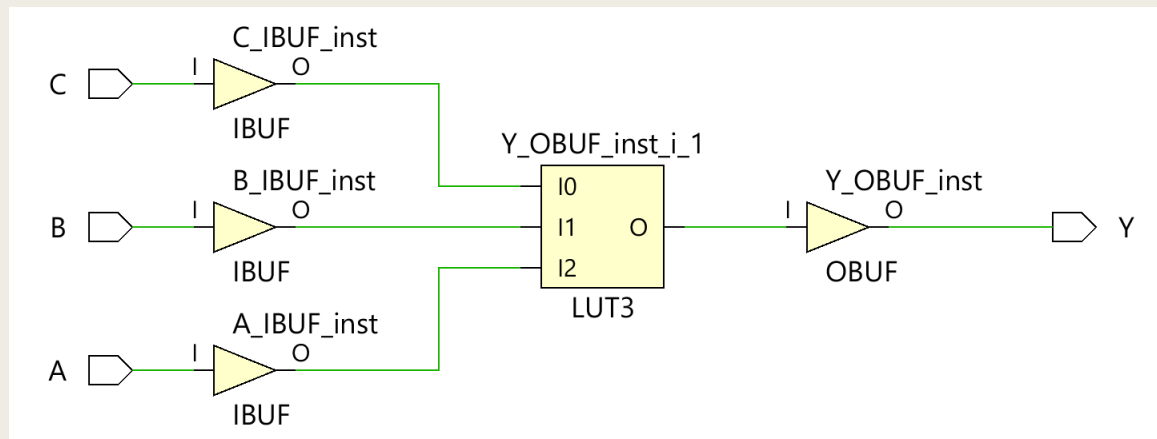 C_IBUF_inst
C
I
O
IBUF
Y_OBUF_inst_i_1
B_IBUF_inst
B
I
O
IBUF
I0
I1
I2
O
LUT3
Y_OBUF_inst
I
O
OBUF
Y
A_IBUF_inst
A
I
O
IBUF